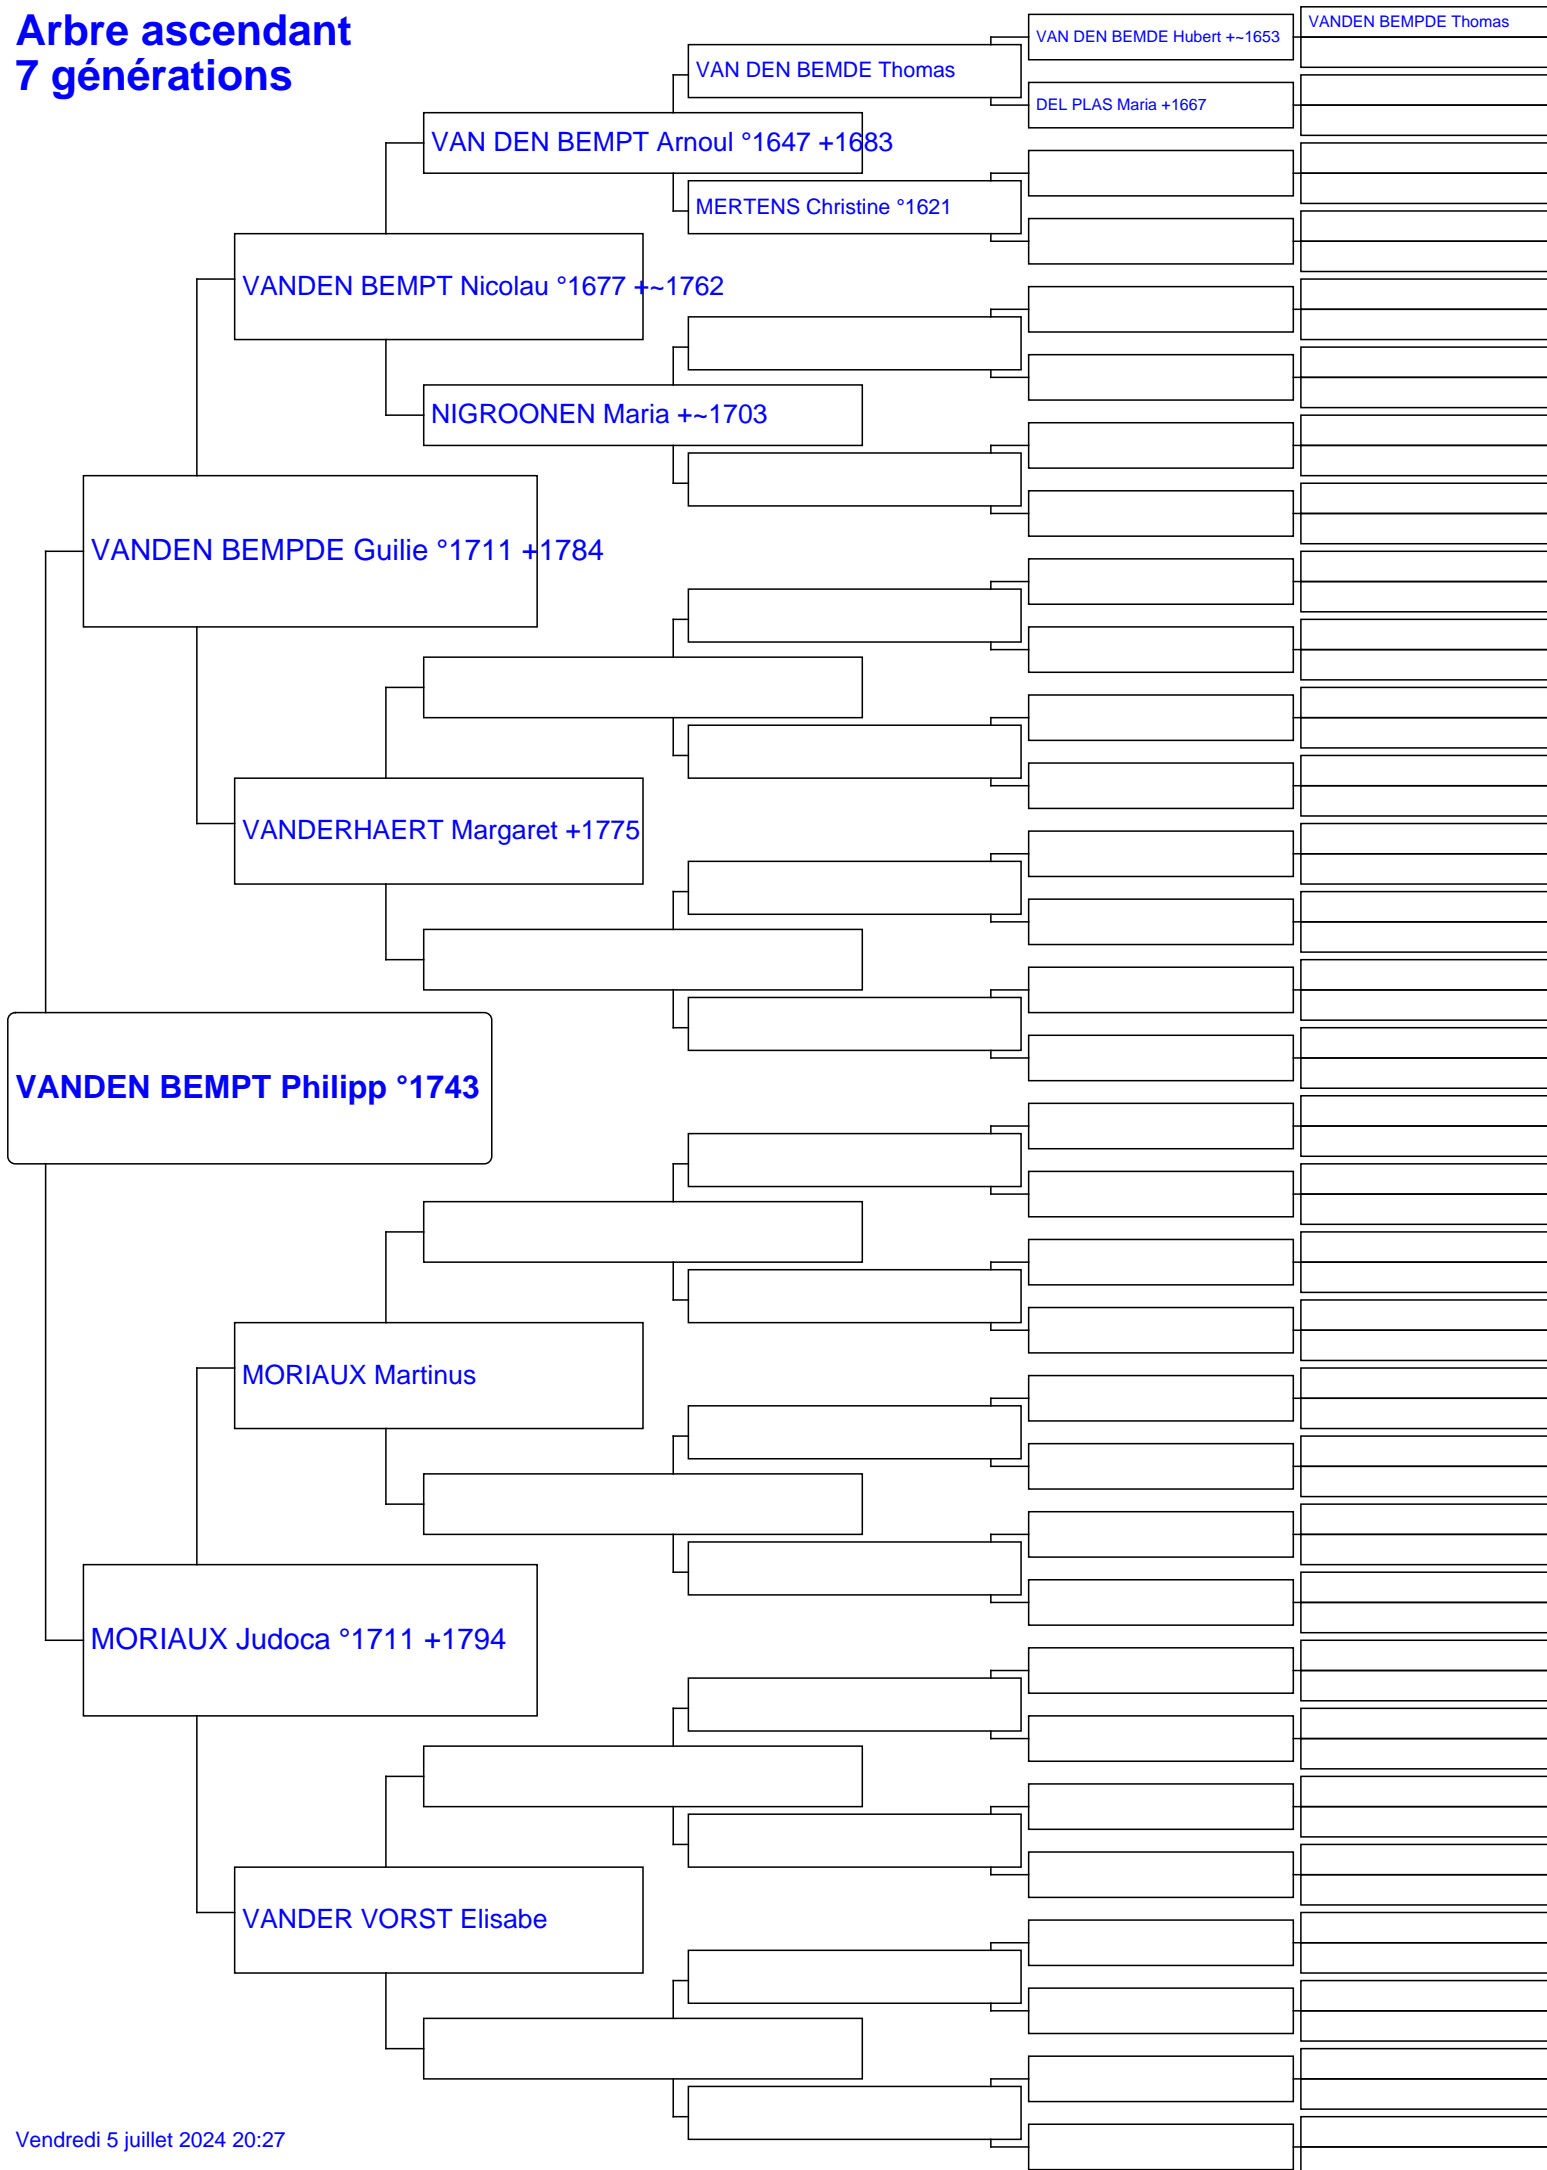 Arbre ascendant
7 générations
VANDEN BEMPDE Thomas
VAN DEN BEMDE Hubert +~1653
VAN DEN BEMDE Thomas
DEL PLAS Maria +1667
VAN DEN BEMPT Arnoul °1647 +1683
MERTENS Christine °1621
VANDEN BEMPT Nicolau °1677 +~1762
NIGROONEN Maria +~1703
VANDEN BEMPDE Guilie °1711 +1784
VANDERHAERT Margaret +1775
VANDEN BEMPT Philipp °1743
MORIAUX Martinus
MORIAUX Judoca °1711 +1794
VANDER VORST Elisabe
Vendredi 5 juillet 2024 20:27